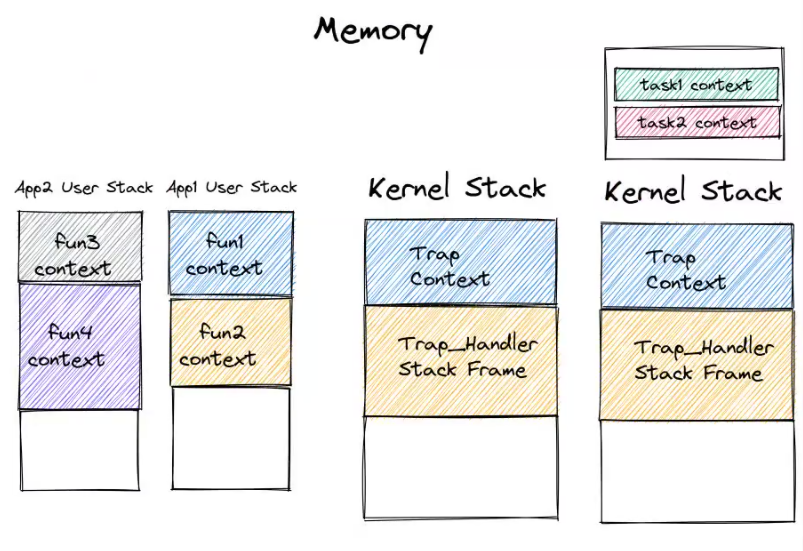 Memory
task1 context
task2 context
App2 User Stack
App1 User Stack
Kernel Stack
Kernel Stack
fun3
context
fun4
context
fun1
context
fun2
context
Trap
Context
Trap_Handler
Stack Frame
Trap
Context
Trap_Handler
Stack Frame